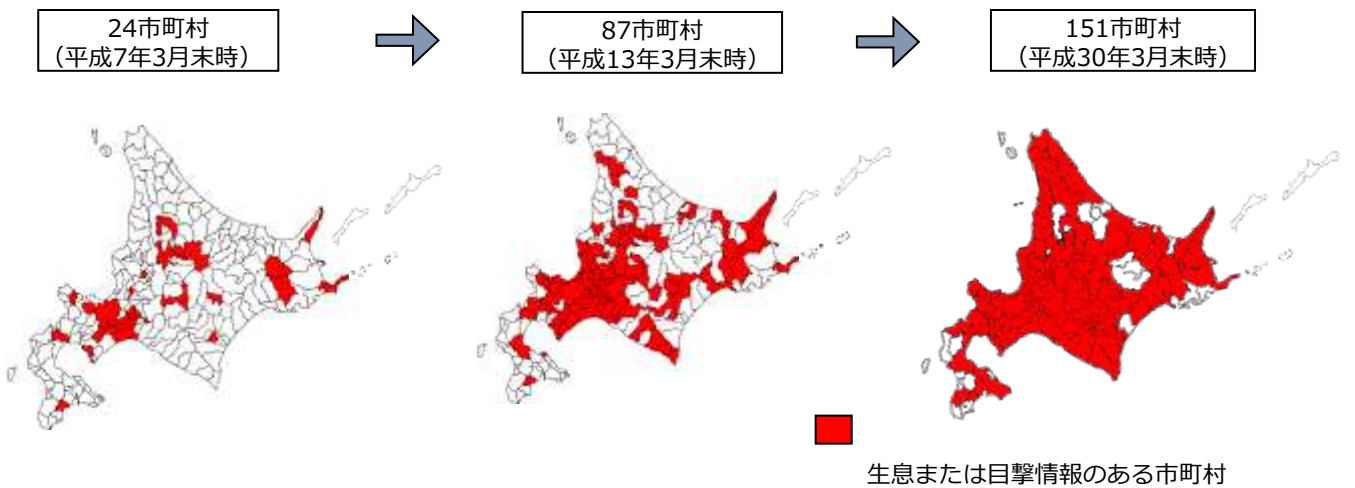 24市町村
(平成7年3月末時)
87市町村
(平成13年3月末時)
151市町村
(平成30年3月末時)
生息または目撃情報のある市町村